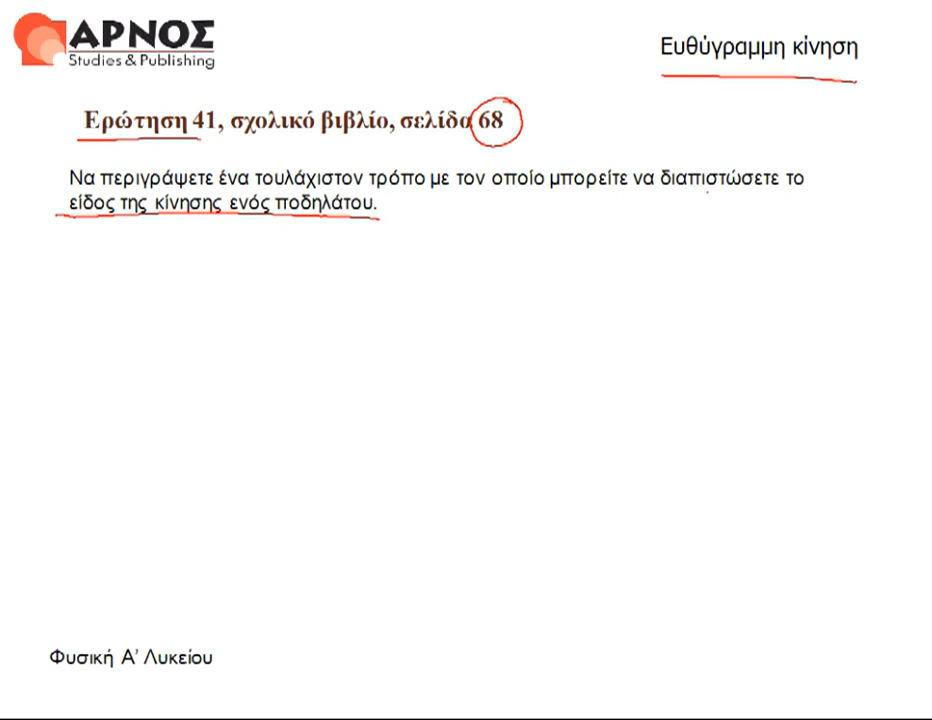 ΑΡΝΟΣ
Studies & Publishing
Ευθύγραμμη κίνηση
Ερώτηση 41, σχολικό βιβλίο, σελίδα 68
Να περιγράψετε ένα τουλάχιστον τρόπο με τον οποίο μπορείτε να διαπιστώσετε το
είδος της κίνησης ενός ποδηλάτου.
Φυσική Α' Λυκείου